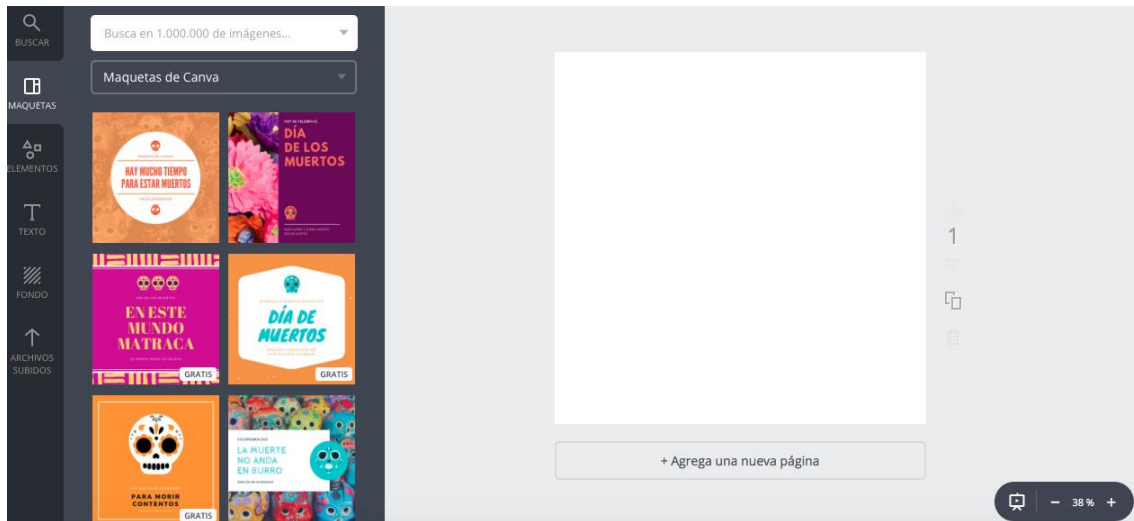 BUSCAR
MAQUETAS
ELEMENTOS
TEXTO
FONDO
ARCHIVOS
SUBIDOS
Busca en 1.000.000 de imágenes...
Maquetas de Canva
HAY MUCHO TIEMPO
PARA ESTAR MUERTOS
DÍA
DE LOS
MUERTOS
EN ESTE
MUNDO
MATRACA
GRATIS
DÍA DE
MUERTOS
GRATIS
PARA MORIR
CONTENTOS
GRATIS
LA MUERTE
NO ANDA
EN BURRO
1
+ Agrega una nueva página
− 38 % +